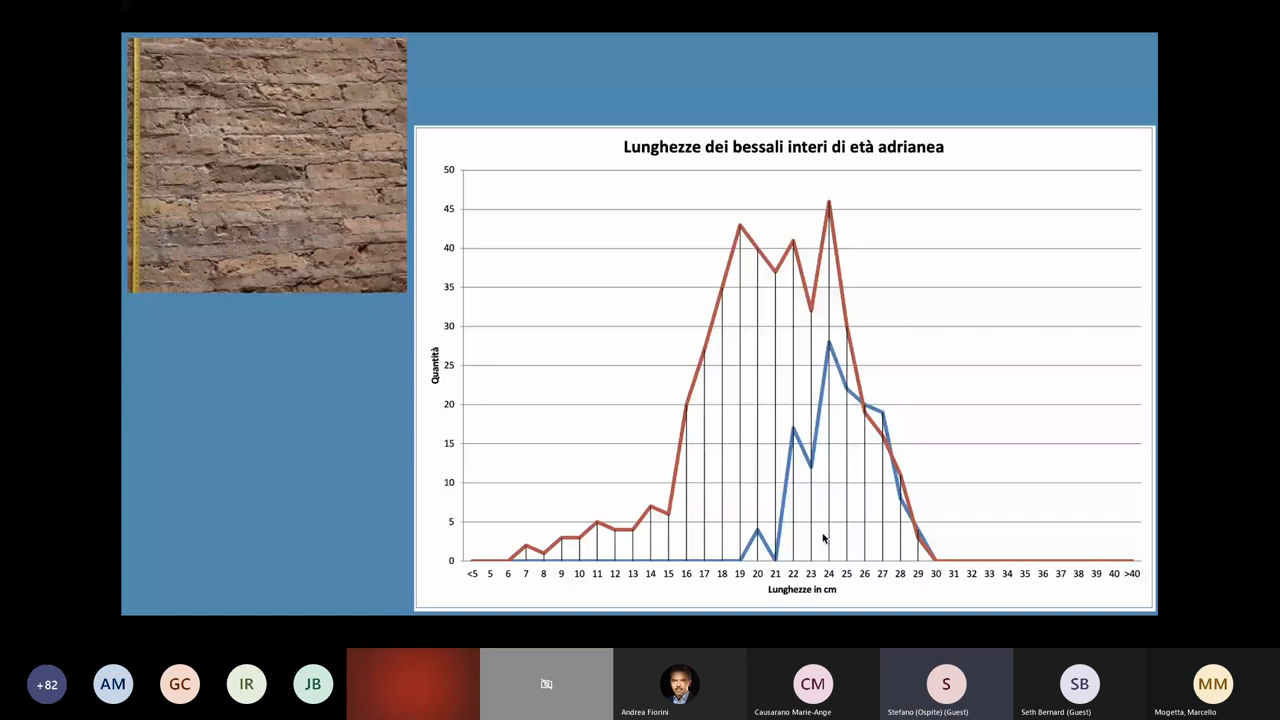 Lunghezze dei bessali interi di età adrianea
50
45
40
35
30
25
20
15
10
5
0
Quantità
<5 5 6 7 8 9 10 11 12 13 14 15 16 17 18 19 20 21 22 23 24 25 26 27 28 29 30 31 32 33 34 35 36 37 38 39 40 >40
Lunghezze in cm
+82 AM GC IR JB CM S SB MM
Andrea Fiorini Causarano Marie-Ange Stefano (Ospite) (Guest) Seth Bernard (Guest) Mogetta, Marcello